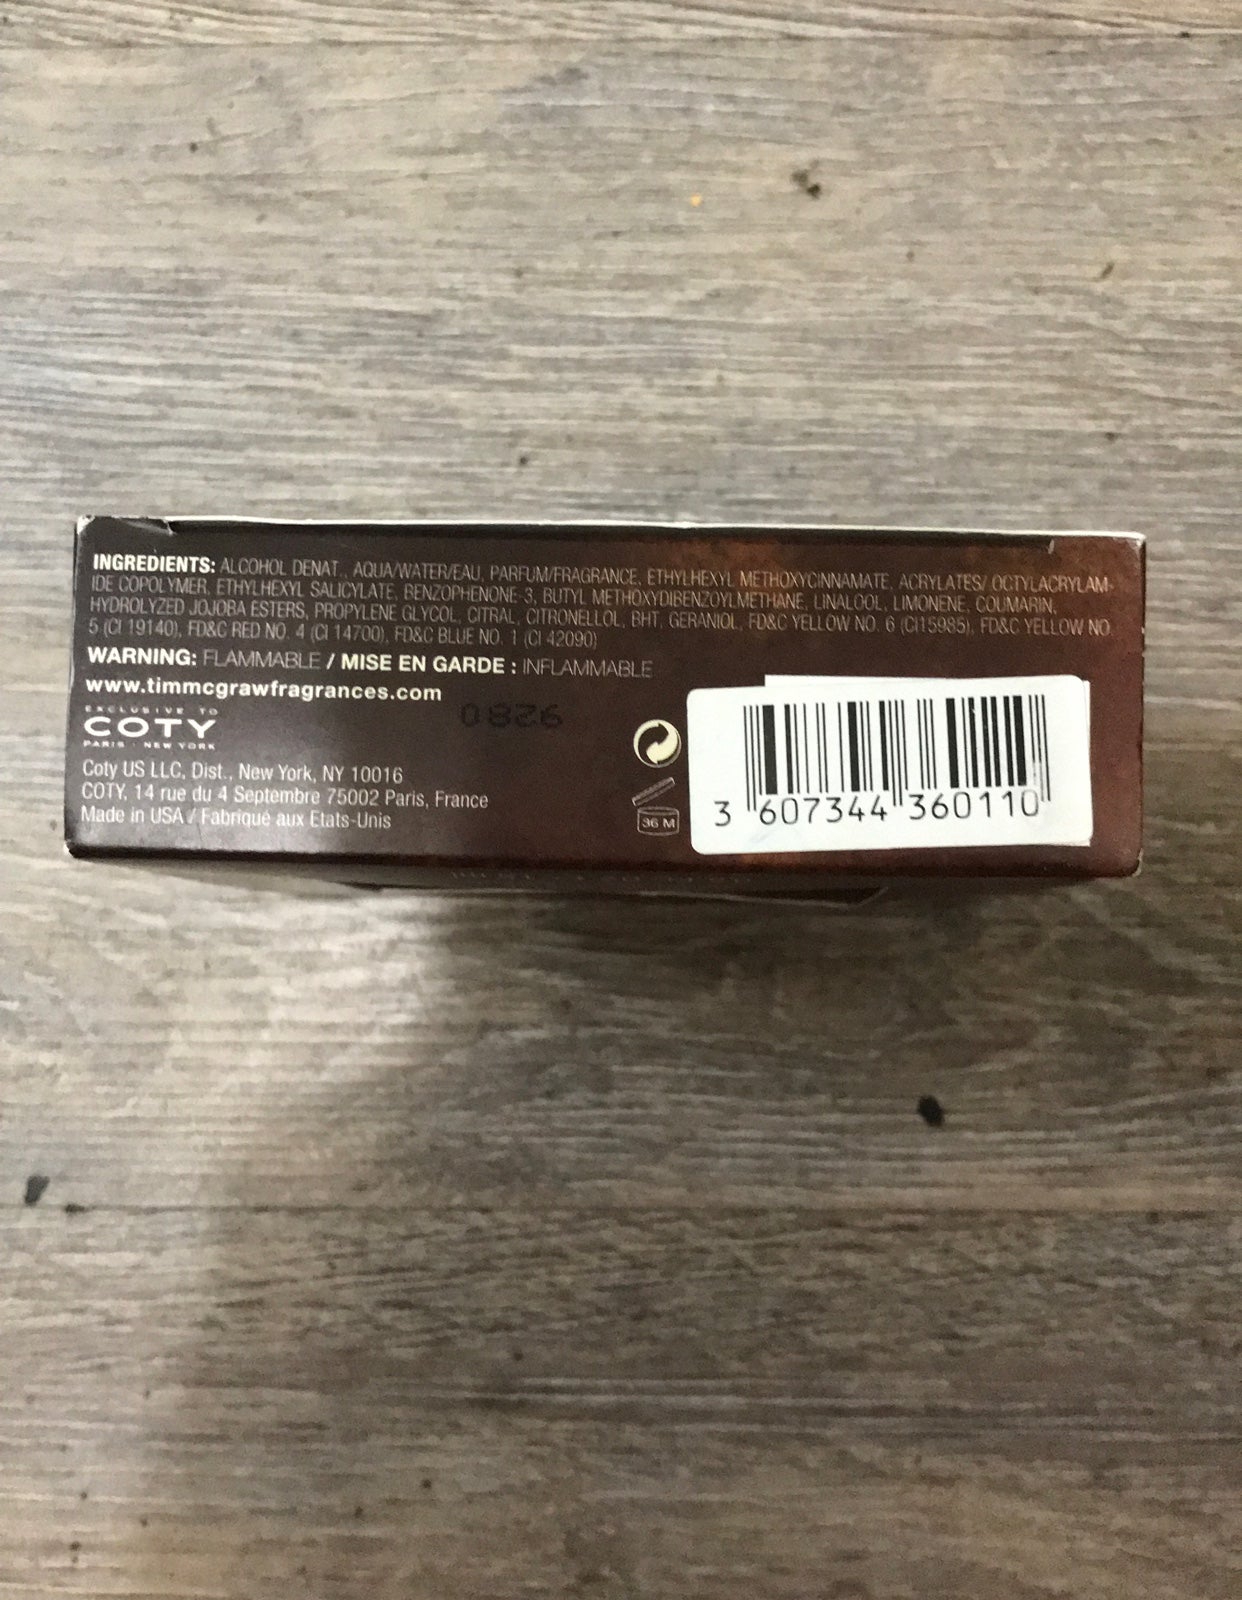 INGREDIENTS: ALCOHOL DENAT., AQUA/WATER/EAU, PARFUM/FRAGRANCE, ETHYLHEXYL METHOXYCINNAMATE, ACRYLATES/ OCTYLACRYLAM-
IDE COPOLYMER, ETHYLHEXYL SALICYLATE, BENZOPHENONE-3, BUTYL METHOXYDIBENZOYLMETHANE, LINALOOL, LIMONENE, COUMARIN,
HYDROLYZED JOJOBA ESTERS, PROPYLENE GLYCOL, CITRAL, CITRONELLOL, BHT, GERANIOL, FD&C YELLOW NO. 6 (CI15985), FD&C YELLOW NO.
5 (CI 19140), FD&C RED NO. 4 (CI 14700), FD&C BLUE NO. 1 (CI 42090)
WARNING: FLAMMABLE / MISE EN GARDE : INFLAMMABLE
www.timmcgrawfragrances.com
EXCLUSIVE TO
COTY
PARIS · NEW YORK
Coty US LLC, Dist., New York, NY 10016
COTY, 14 rue du 4 Septembre 75002 Paris, France
Made in USA / Fabriqué aux Etats-Unis
36 M
3 607344 360110